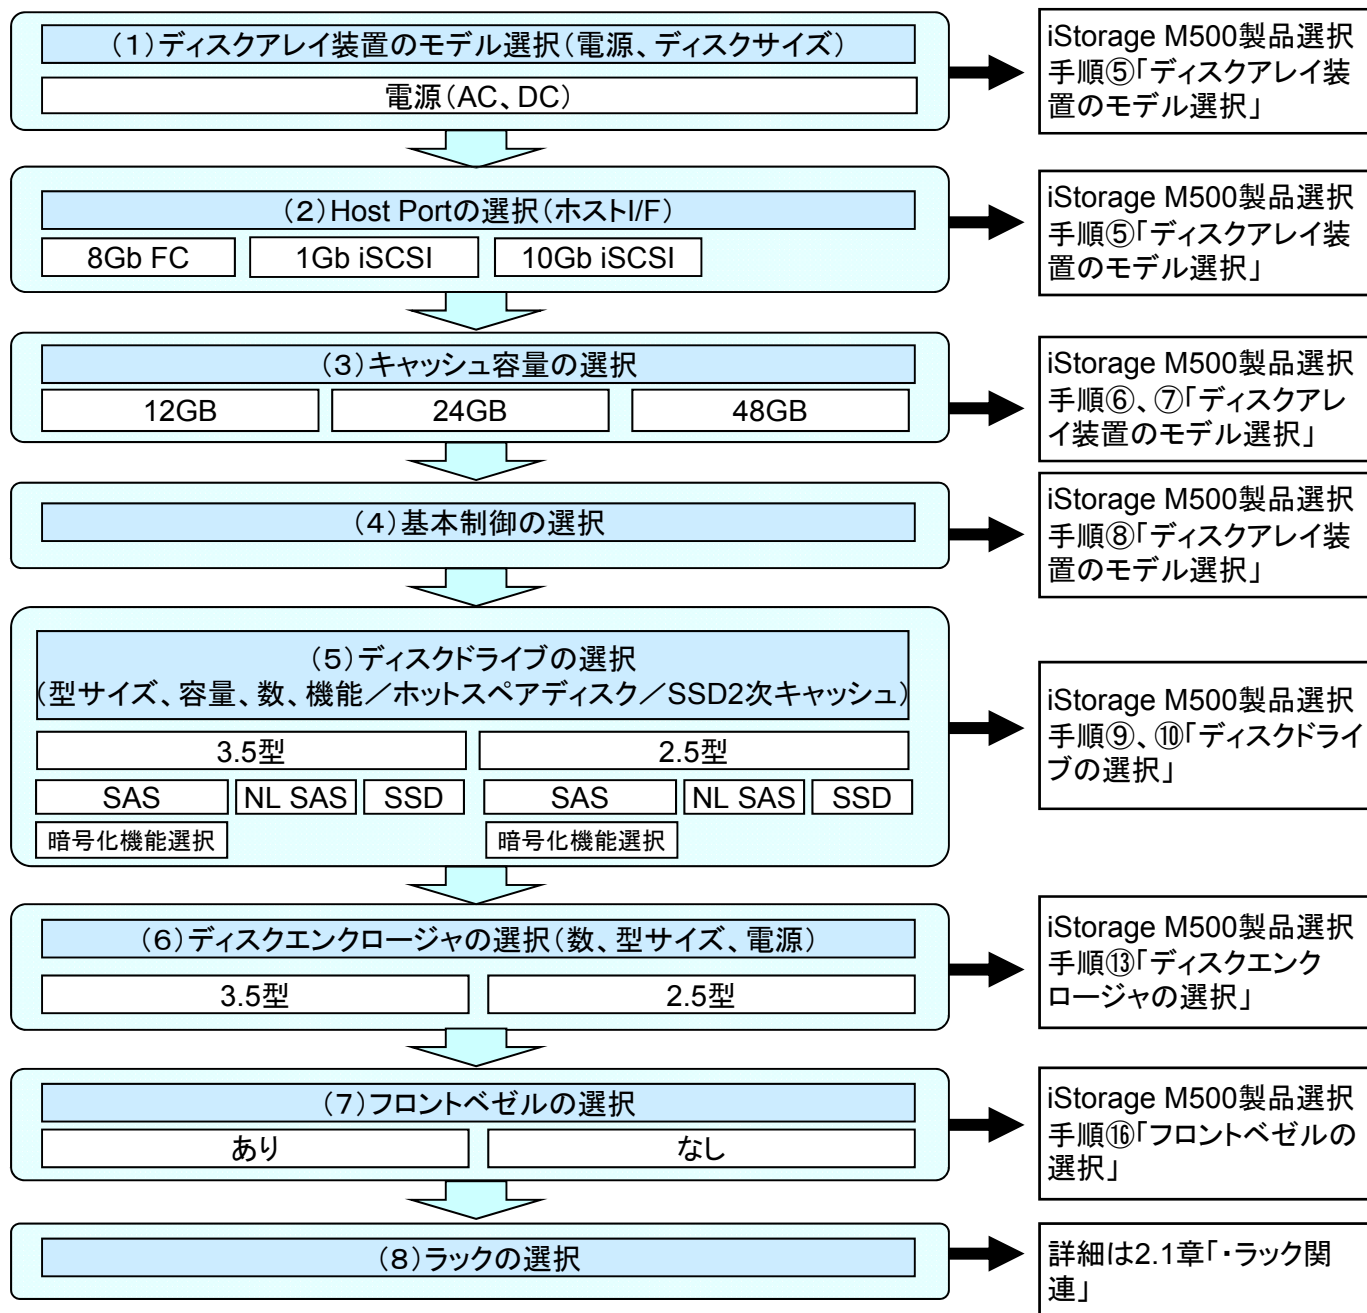 (1)ディスクアレイ装置のモデル選択(電源、ディスクサイズ)
電源(AC、DC)
iStorage M500製品選択
手順⑤「ディスクアレイ装
置のモデル選択」
(2)Host Portの選択(ホストI/F)
8Gb FC
1Gb iSCSI
10Gb iSCSI
iStorage M500製品選択
手順⑤「ディスクアレイ装
置のモデル選択」
(3)キャッシュ容量の選択
12GB
24GB
48GB
iStorage M500製品選択
手順⑥、⑦「ディスクアレ
イ装置のモデル選択」
(4)基本制御の選択
iStorage M500製品選択
手順⑧「ディスクアレイ装
置のモデル選択」
(5)ディスクドライブの選択
(型サイズ、容量、数、機能／ホットスペアディスク／SSD2次キャッシュ)
3.5型
2.5型
SAS
NL SAS
SSD
SAS
NL SAS
SSD
暗号化機能選択
暗号化機能選択
iStorage M500製品選択
手順⑨、⑩「ディスクドライ
ブの選択」
(6)ディスクエンクロージャの選択(数、型サイズ、電源)
3.5型
2.5型
iStorage M500製品選択
手順⑬「ディスクエンク
ロージャの選択」
(7)フロントベゼルの選択
あり
なし
iStorage M500製品選択
手順⑯「フロントベゼルの
選択」
(8)ラックの選択
詳細は2.1章「・ラック関
連」